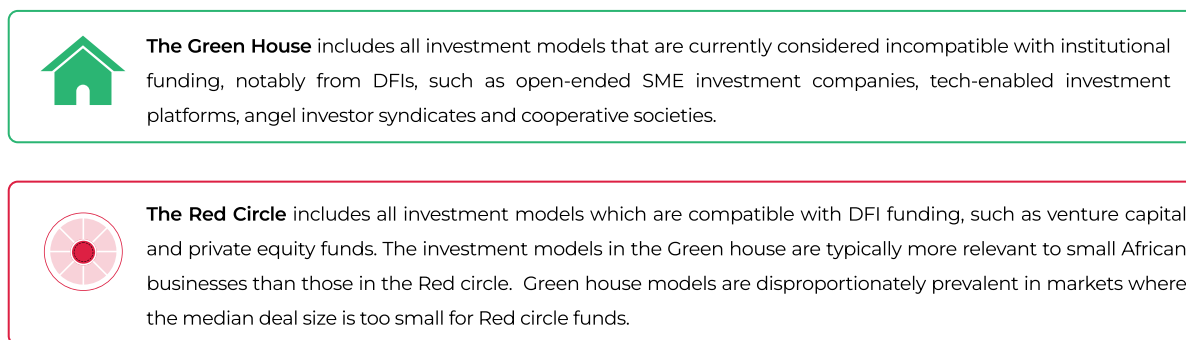 The Green House includes all investment models that are currently considered incompatible with institutional
funding, notably from DFIs, such as open-ended SME investment companies, tech-enabled investment
platforms, angel investor syndicates and cooperative societies.
The Red Circle includes all investment models which are compatible with DFI funding, such as venture capital
and private equity funds. The investment models in the Green house are typically more relevant to small African
businesses than those in the Red circle.  Green house models are disproportionately prevalent in markets where
the median deal size is too small for Red circle funds.